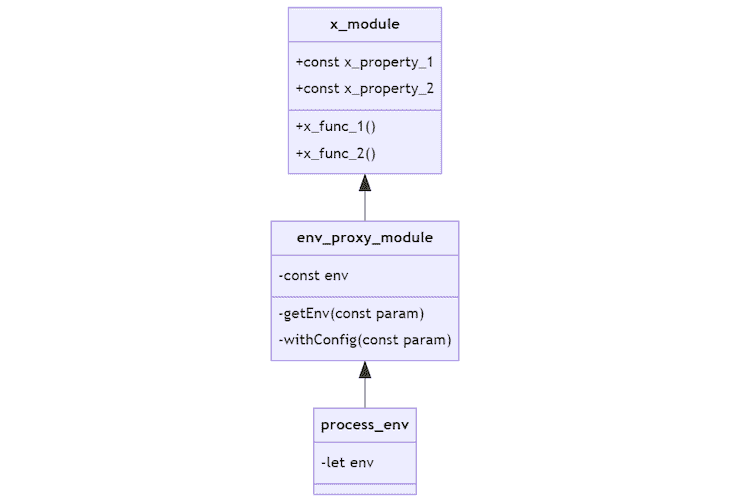 x_module
+const x_property_1
+const x_property_2
+x_func_1()
+x_func_2()
env_proxy_module
-const env
-getEnv(const param)
-withConfig(const param)
process_env
-let env